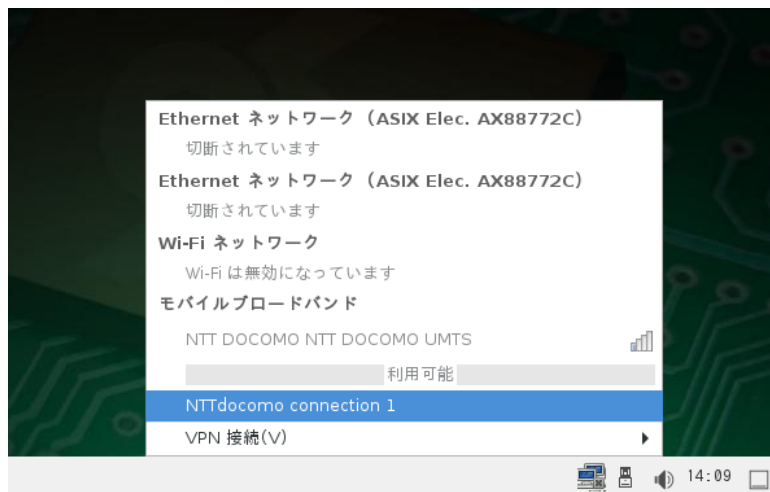 Ethernet ネットワーク (ASIX Elec. AX88772C)
切断されています
Ethernet ネットワーク (ASIX Elec. AX88772C)
切断されています
Wi-Fi ネットワーク
Wi-Fi は無効になっています
モバイルブロードバンド
NTT DOCOMO NTT DOCOMO UMTS
利用可能
NTTdocomo connection 1
VPN 接続(V)
14:09